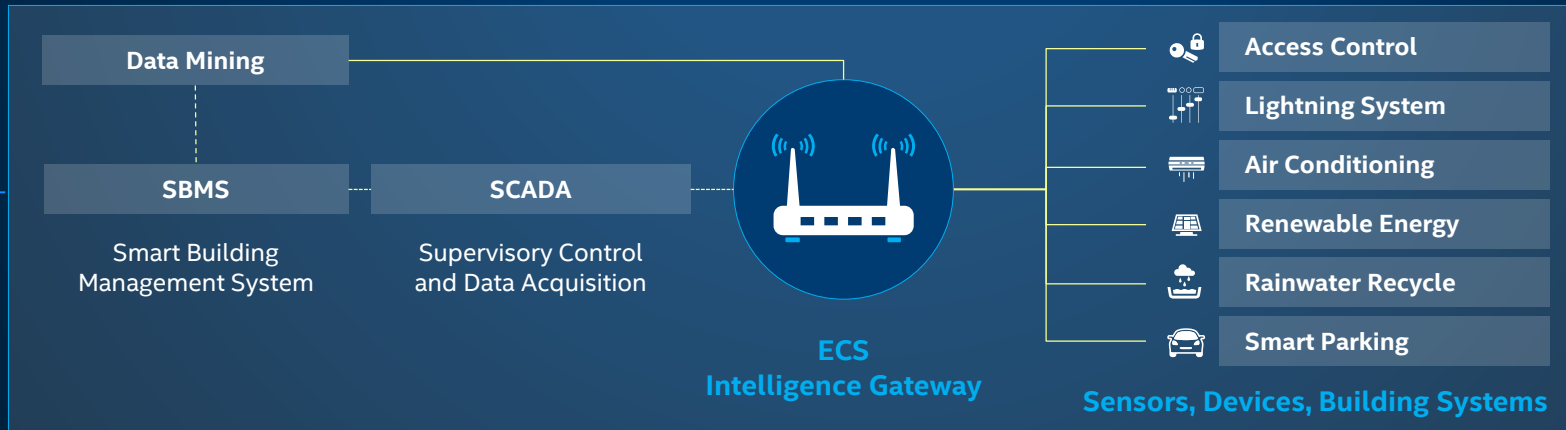 Data Mining
SBMS
Smart Building
Management System
SCADA
Supervisory Control
and Data Acquisition
ECS
Intelligence Gateway
Access Control
Lightning System
Air Conditioning
Renewable Energy
Rainwater Recycle
Smart Parking
Sensors, Devices, Building Systems